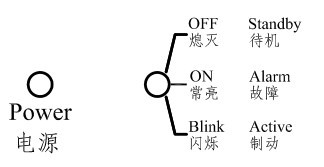 OFF Standby
熄灭 待机
ON Alarm
常亮 故障
Power
电源
Blink Active
闪烁 制动